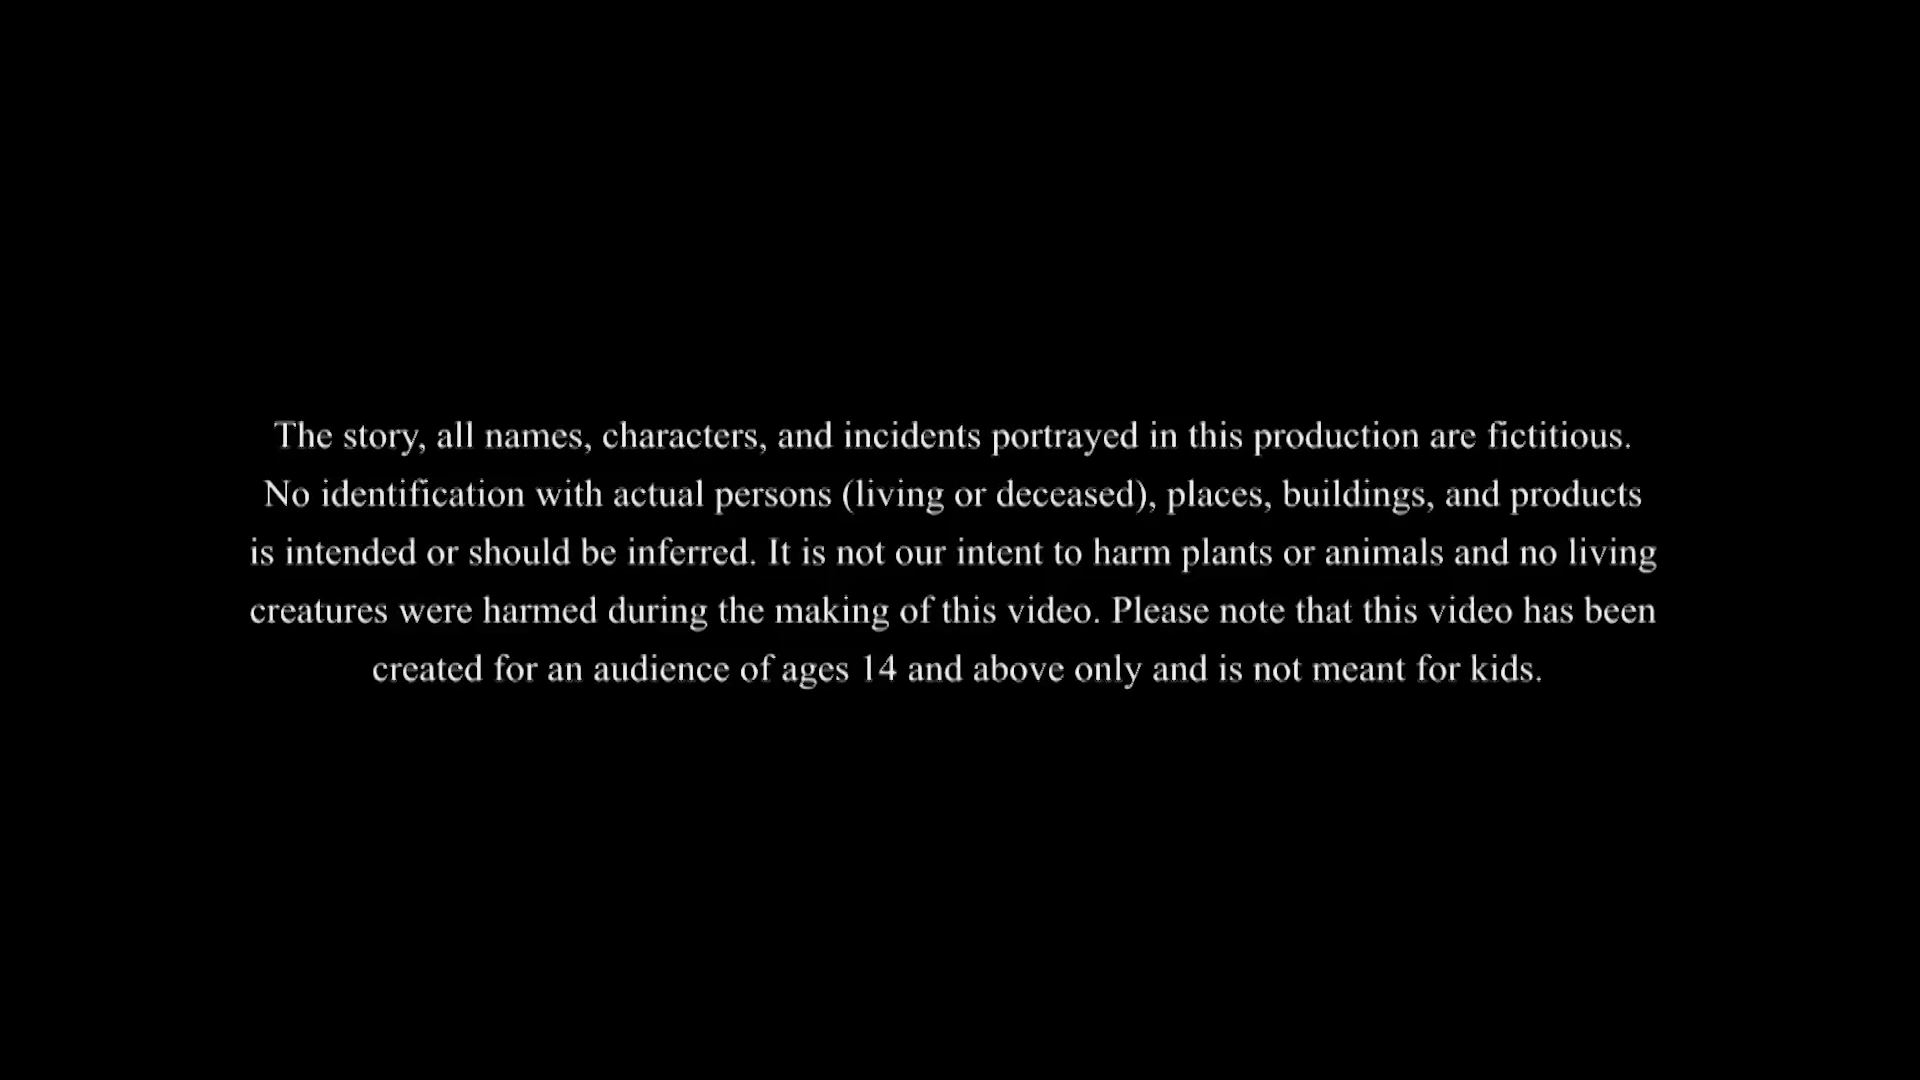 The story, all names, characters, and incidents portrayed in this production are fictitious.
No identification with actual persons (living or deceased), places, buildings, and products
is intended or should be inferred. It is not our intent to harm plants or animals and no living
creatures were harmed during the making of this video. Please note that this video has been
created for an audience of ages 14 and above only and is not meant for kids.